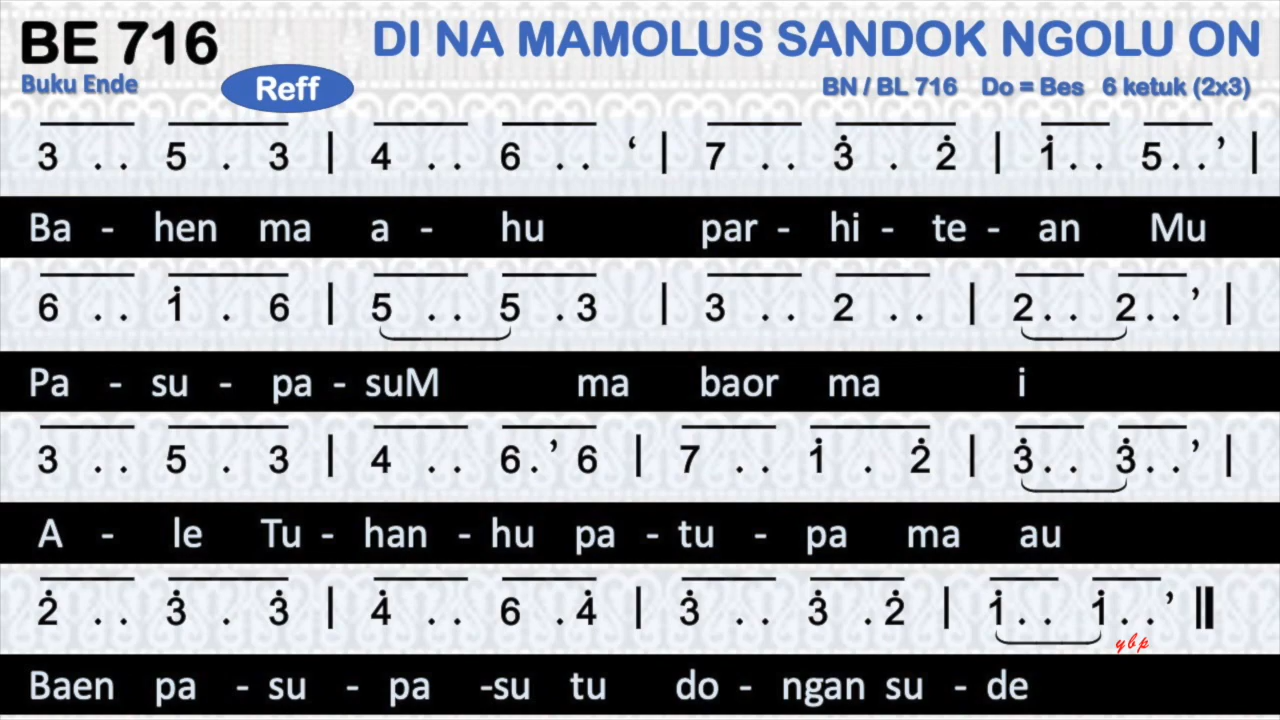 BE 716 DI NA MAMOLUS SANDOK NGOLU ON
Buku Ende Reff BN / BL 716 Do = Bes 6 ketuk (2x3)
3 . . 5 . 3 | 4 . . 6 . . ‘ | 7 . . 3̇ . 2̇ | 1̇ . . 5 . . ’ |
Ba - hen ma a - hu par - hi - te - an Mu
6 . . 1̇ . 6 | 5 . . 5 . 3 | 3 . . 2 . . | 2 . . 2 . . ’ |
Pa - su - pa - suM ma baor ma i
3 . . 5 . 3 | 4 . . 6 . ’ 6 | 7 . . 1̇ . 2̇ | 3̇ . . 3̇ . . ’ |
A - le Tu - han - hu pa - tu - pa ma au
2̇ . . 3̇ . 3̇ | 4̇ . . 6 . 4̇ | 3̇ . . 3̇ . 2̇ | 1̇ . . 1̇ . . ’ ||
ybp
Baen pa - su - pa -su tu do - ngan su - de